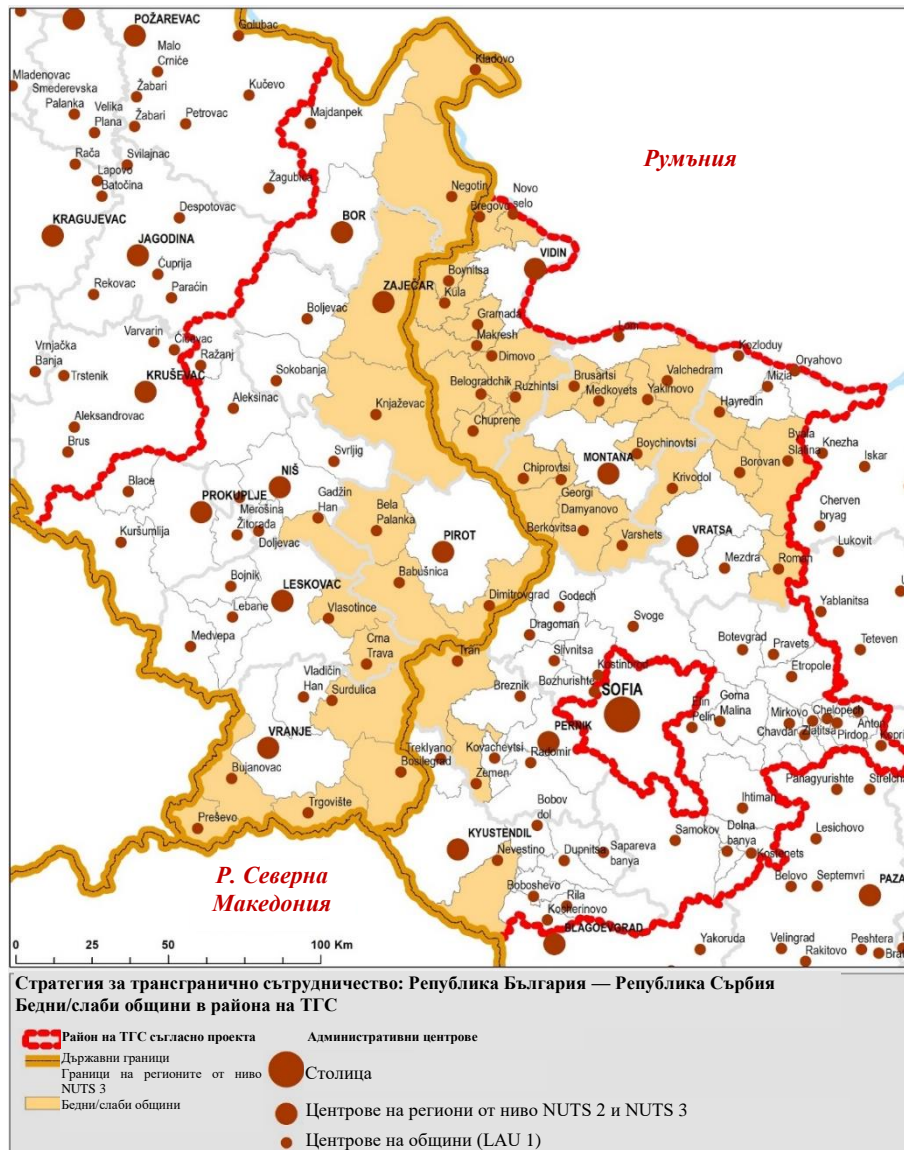 POŽAREVAC
Golubac
Malo
Crniće
Kladovo
Mladenovac
Smederevska
Palanka
Velika
Plana
Žabari
Žabari
Petrovac
Kučevo
Majdanpek
Румъния
Rača
Lapovo
Batočina
Svilajnac
Žagubica
Despotovac
Negotin
Novo
selo
Bregovo
KRAGUJEVAC
JAGODINA
BOR
VIDIN
Ćuprija
Rekovac
Paraćin
ZAJEČAR
Boynitsa
Kula
Boljevac
Gramada
Makresh
Dimovo
Lom
Kozloduy
Oryahovo
Vrnjačka
Banja
Trstenik
Varvarin
Ćićevac
Ražanj
KRUŠEVAC
Sokobanja
Aleksinac
Knjaževac
Belogradchik
Ruzhintsi
Chuprene
Brusartsi
Medkovets
Valchedram
Yakimovo
Mizia
Hayredin
Aleksandrovac
Brus
Svrljig
Chiprovtsi
MONTANA
Boychinovtsi
Krivodol
Borovan
Byala
Slatina
Knezha
Iskar
Blace
PROKUPLJE
NIŠ
Merošina
Žitorađa
Doljevac
Gadžin
Han
Bela
Palanka
PIROT
Georgi
Damyanovo
Berkovitsa
Varshets
VRATSA
Mezdra
Roman
Cherven
bryag
Lukovit
Kuršumlija
Bojnik
LESKOVAC
Lebane
Medvepa
Vlasotince
Babušnica
Dimitrovgrad
Godech
Dragoman
Svoge
Yablanitsa
Teteven
Crna
Trava
Tran
Slivnitsa
Kostinbrod
Bozhurishte
SOFIA
Botevgrad
Pravets
Etropole
Vladičin
Han
Surdulica
VRANJE
Breznik
PERNIK
Radomir
Elin
Pelin
Gorna
Malina
Mirkovo
Chavdar
Chelopech
Zlatitsa
Pirdop
Anton
Kopri
Bujanovac
Preševo
Trgovište
Treklyano
Bosilegrad
Kovachevtsi
Zemen
Bobov
dol
Ihtiman
Panagyurishte
Strelcha
KYUSTENDIL
Nevestino
Dupnitsa
Sapareva
banya
Samokov
Dolna
banya
Kostenets
Lesichovo
Belovo
Septemvri
PAZA
Р. Северна
Македония
Boboshevo
Rila
Kocherinovo
BLAGOEVGRAD
Yakoruda
Velingrad
Rakitovo
Peshtera
Brat
0 25 50 100 Km
Стратегия за трансгранично сътрудничество: Република България — Република Сърбия
Бедни/слаби общини в района на ТГС
Район на ТГС съгласно проекта
Държавни граници
Граници на регионите от ниво
NUTS 3
Бедни/слаби общини
Административни центрове
Столица
Центрове на региони от ниво NUTS 2 и NUTS 3
Центрове на общини (LAU 1)